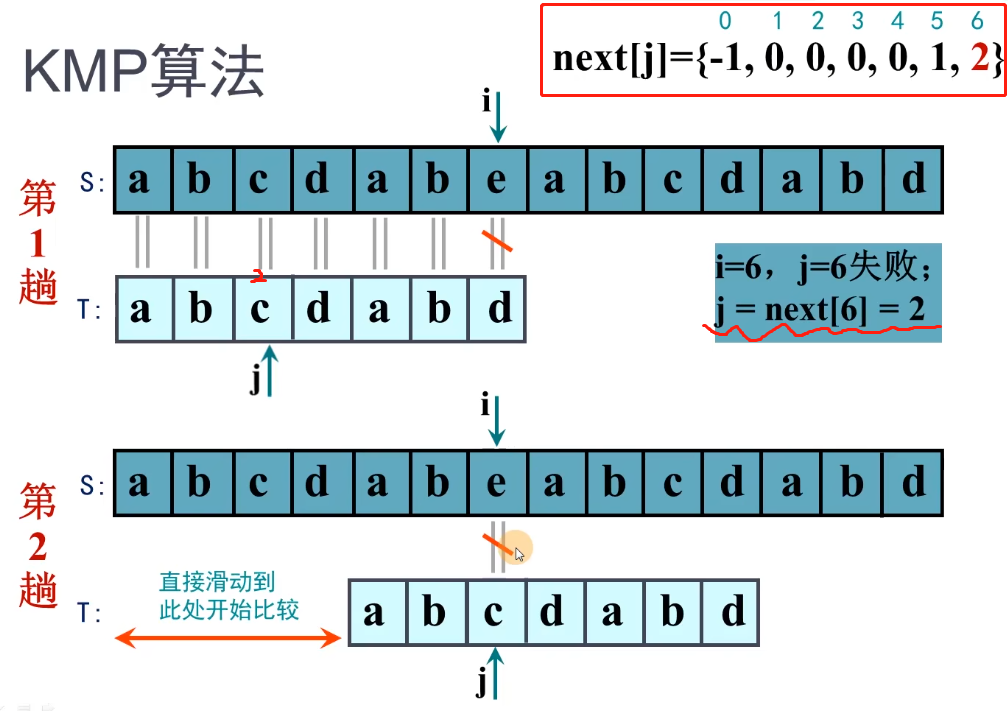 0 1 2 3 4 5 6
next[j]={-1, 0, 0, 0, 0, 1, 2}
KMP算法
i
第1趟
S: a b c d a b e a b c d a b d
2
T: a b c d a b d
j
i=6，j=6失败；
j = next[6] = 2
i
第2趟
S: a b c d a b e a b c d a b d
直接滑动到
此处开始比较
T: a b c d a b d
j